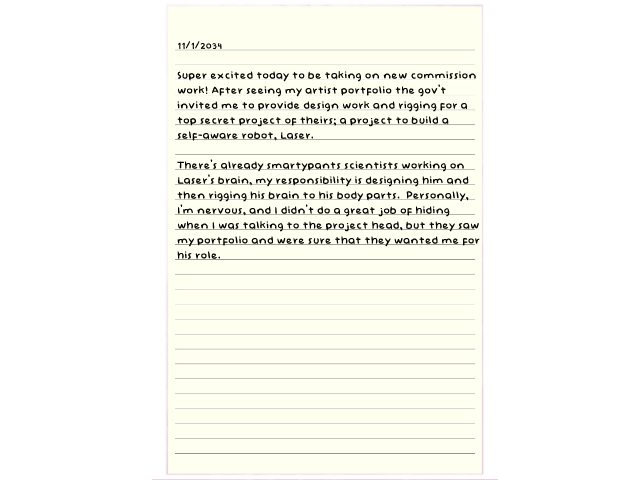 11/1/2034
Super excited today to be taking on new commission
work! After seeing my artist portfolio the gov't
invited me to provide design work and rigging for a
top secret project of theirs; a project to build a
self-aware robot, Laser.
There's already smartypants scientists working on
Laser's brain, my responsibility is designing him and
then rigging his brain to his body parts. Personally,
I'm nervous, and I didn't do a great job of hiding
when I was talking to the project head, but they saw
my portfolio and were sure that they wanted me for
his role.